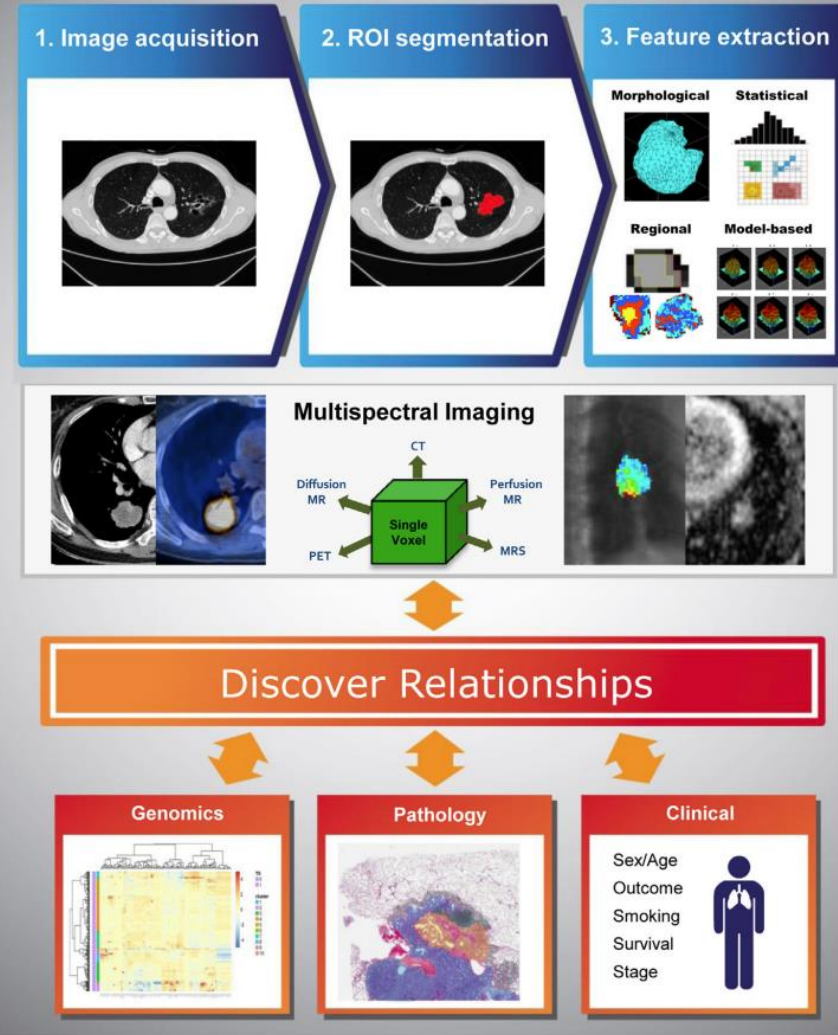 1. Image acquisition
2. ROI segmentation
3. Feature extraction
Morphological
Statistical
Regional
Model-based
Multispectral Imaging
CT
Diffusion
MR
Perfusion
MR
Single
Voxel
PET
MRS
Discover Relationships
Genomics
Pathology
Clinical
Sex/Age
Outcome
Smoking
Survival
Stage